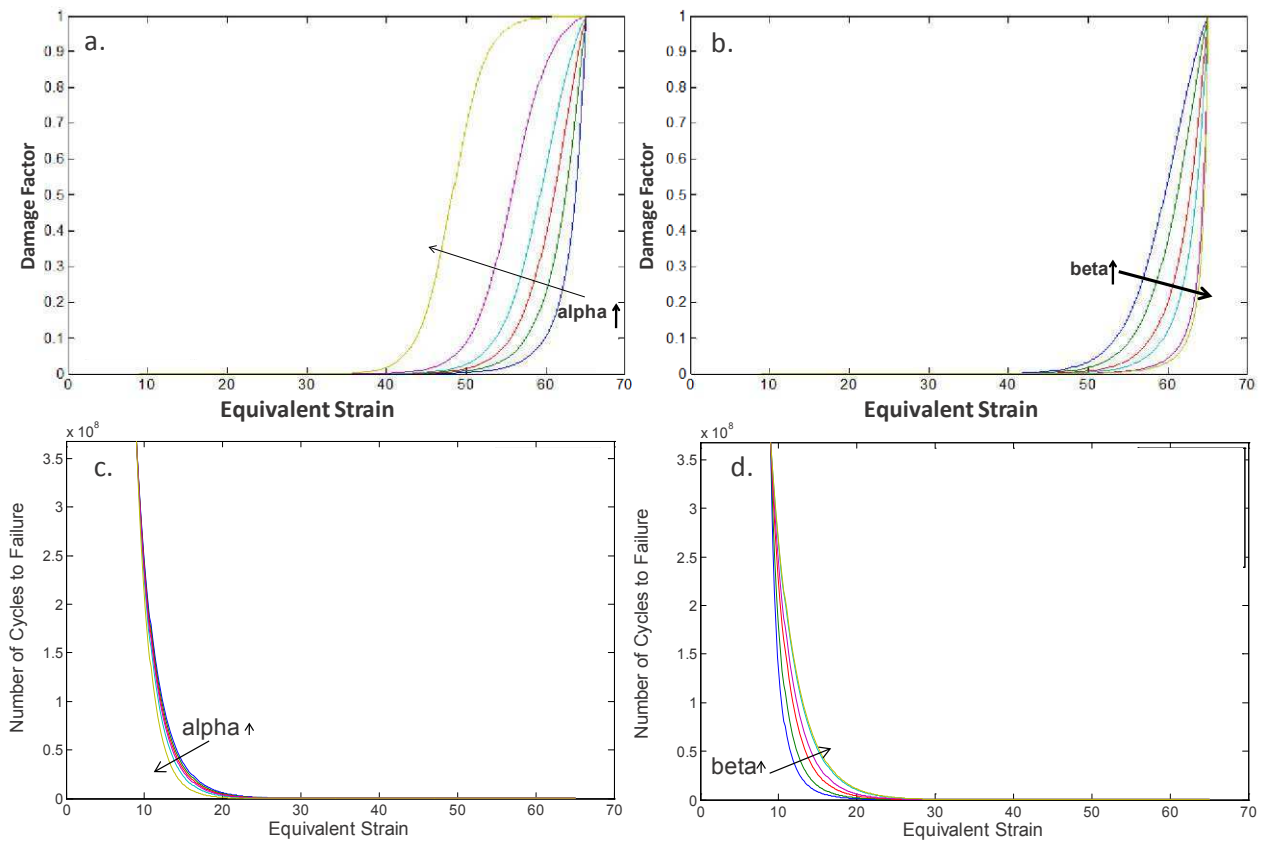 a.
1
0.9
0.8
0.7
0.6
0.5
0.4
0.3
0.2
0.1
0
Damage Factor
alpha ↑
0 10 20 30 40 50 60 70
Equivalent Strain
b.
1
0.9
0.8
0.7
0.6
0.5
0.4
0.3
0.2
0.1
0
Damage Factor
beta↑
0 10 20 30 40 50 60 70
Equivalent Strain
c.
x 10⁸
3.5
3
2.5
2
1.5
1
0.5
0
Number of Cycles to Failure
alpha ↑
0 10 20 30 40 50 60 70
Equivalent Strain
d.
x 10⁸
3.5
3
2.5
2
1.5
1
0.5
0
Number of Cycles to Failure
beta↑
0 10 20 30 40 50 60 70
Equivalent Strain